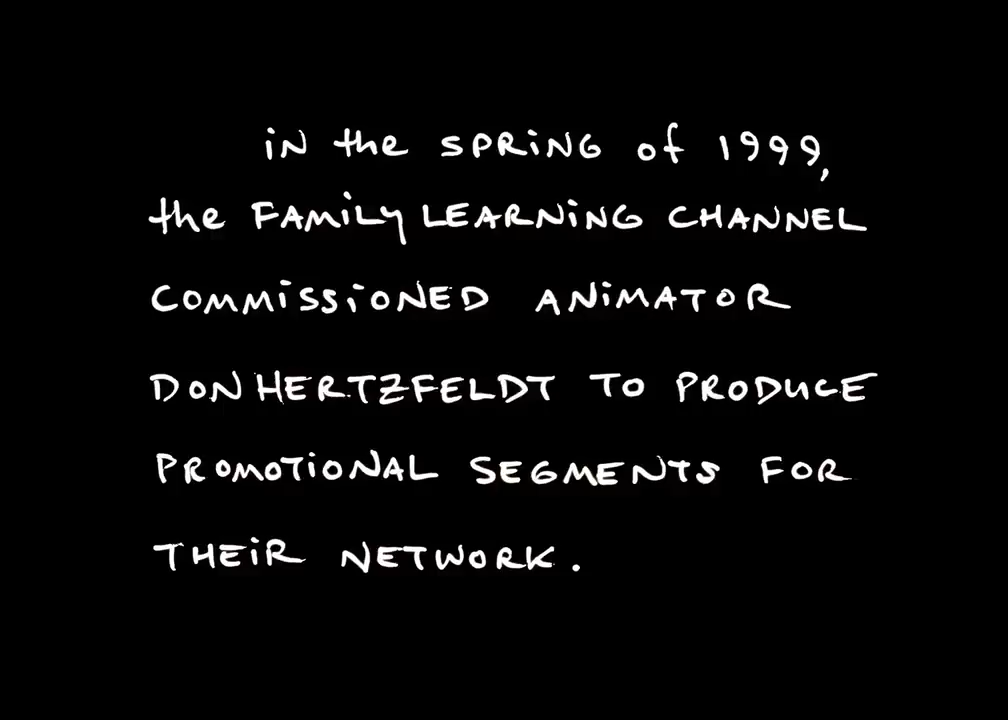 in the SPRiNG of 1999,
the FAMiLy LEARNiNG CHANNEL
COMMiSSiONED ANiMATOR
DON HERTZFELDT TO PRODUCE
PROMOTIONAL SEGMENTS FOR
THEiR NETWORK.